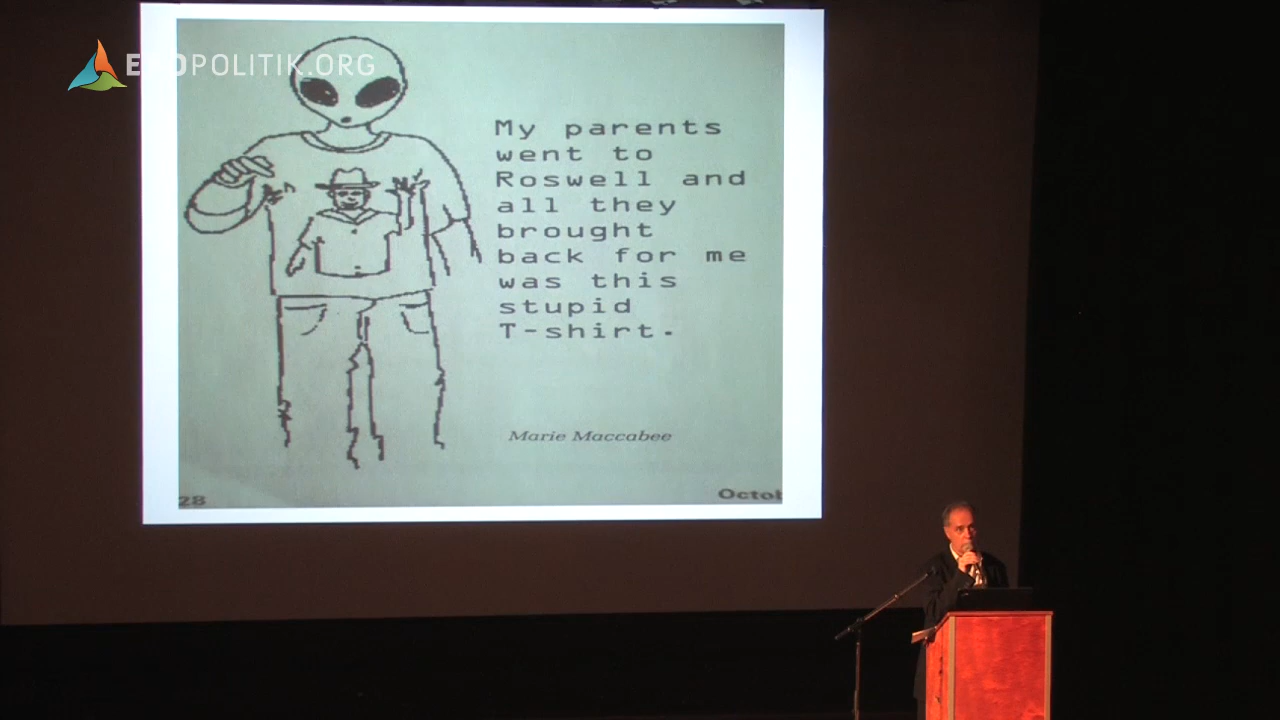 EXOPOLITIK.ORG
My parents
went to
Roswell and
all they
brought
back for me
was this
stupid
T-shirt.
Marie Maccabee
28
Octob